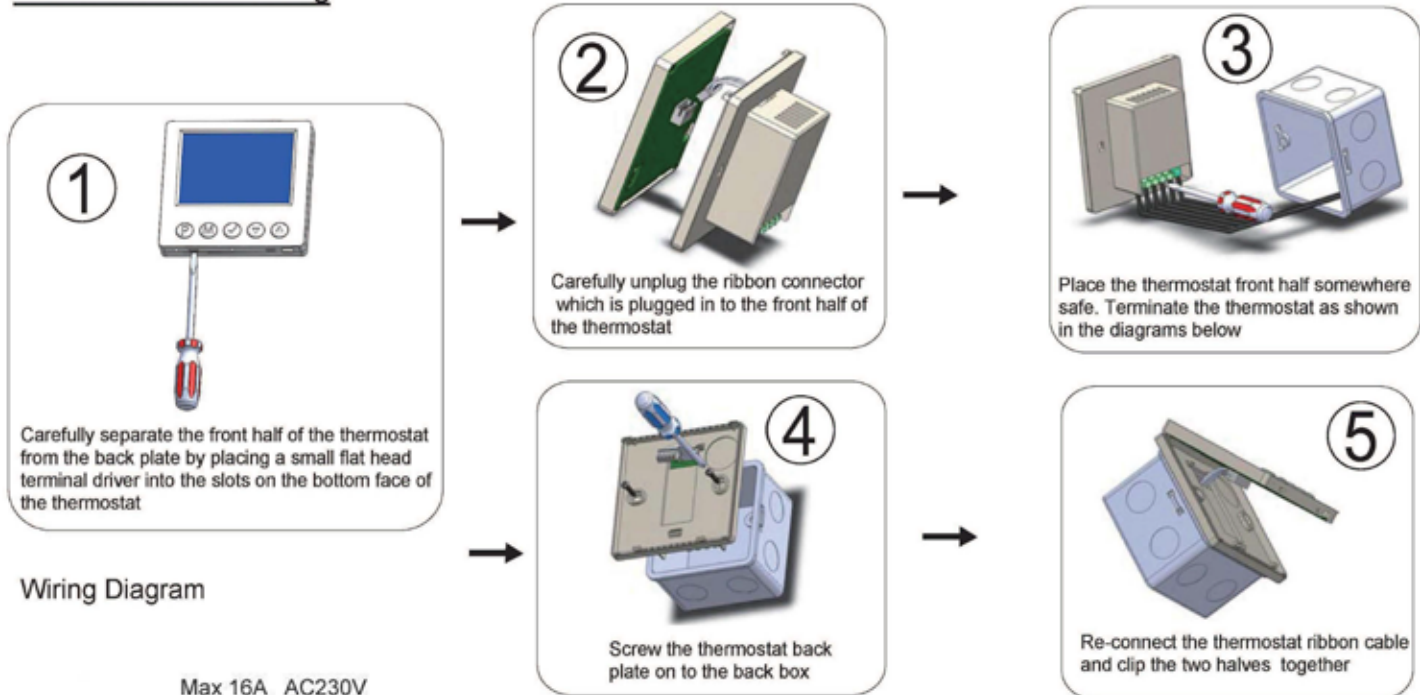 1
P M
Carefully separate the front half of the thermostat
from the back plate by placing a small flat head
terminal driver into the slots on the bottom face of
the thermostat
2
Carefully unplug the ribbon connector
which is plugged in to the front half of
the thermostat
3
Place the thermostat front half somewhere
safe. Terminate the thermostat as shown
in the diagrams below
4
Screw the thermostat back
plate on to the back box
5
Re-connect the thermostat ribbon cable
and clip the two halves together
Wiring Diagram
Max 16A AC230V